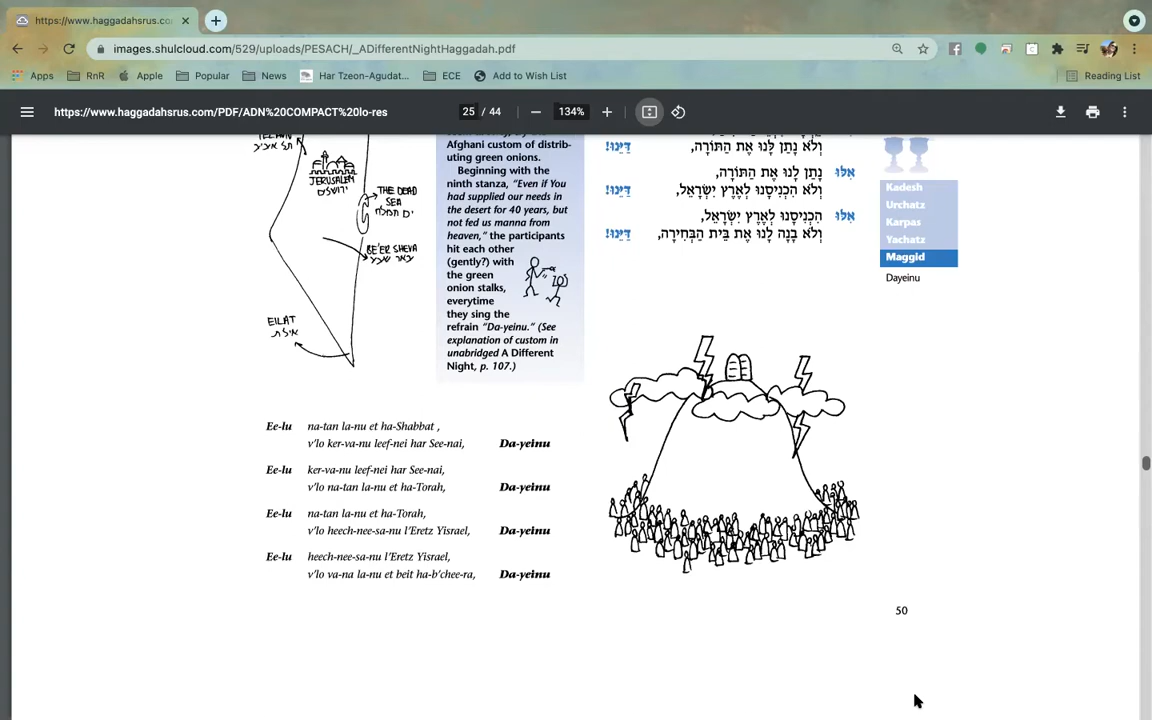 https://www.haggadahsrus.co
images.shulcloud.com/529/uploads/PESACH/_ADifferentNightHaggadah.pdf
Apps
RnR
Apple
Popular
News
Har Tzeon-Agudat...
ECE
Add to Wish List
Reading List
https://www.haggadahsrus.com/PDF/ADN%20COMPACT%20lo-res
25 / 44
134%
JERUSALEM
ירושלים
THE DEAD
SEA
ים המלח
BE'ER SHEVA
באר שבע
EILAT
אילת
Afghani custom of distrib-
uting green onions.
Beginning with the
ninth stanza, "Even if You
had supplied our needs in
the desert for 40 years, but
not fed us manna from
heaven," the participants
hit each other
(gently?) with
the green
onion stalks,
everytime
they sing the
refrain "Da-yeinu." (See
explanation of custom in
unabridged A Different
Night, p. 107.)
וְלֹא נָתַן לָנוּ אֶת הַתּוֹרָה, דַּיֵּנוּ!
אִלּוּ נָתַן לָנוּ אֶת הַתּוֹרָה,
וְלֹא הִכְנִיסָנוּ לְאֶרֶץ יִשְׂרָאֵל, דַּיֵּנוּ!
אִלּוּ הִכְנִיסָנוּ לְאֶרֶץ יִשְׂרָאֵל,
וְלֹא בָנָה לָנוּ אֶת בֵּית הַבְּחִירָה, דַּיֵּנוּ!
Kadesh
Urchatz
Karpas
Yachatz
Maggid
Dayeinu
Ee-lu na-tan la-nu et ha-Shabbat ,
v'lo ker-va-nu leef-nei har See-nai, Da-yeinu
Ee-lu ker-va-nu leef-nei har See-nai,
v'lo na-tan la-nu et ha-Torah, Da-yeinu
Ee-lu na-tan la-nu et ha-Torah,
v'lo heech-nee-sa-nu l'Eretz Yisrael, Da-yeinu
Ee-lu heech-nee-sa-nu l'Eretz Yisrael,
v'lo va-na la-nu et beit ha-b'chee-ra, Da-yeinu
50